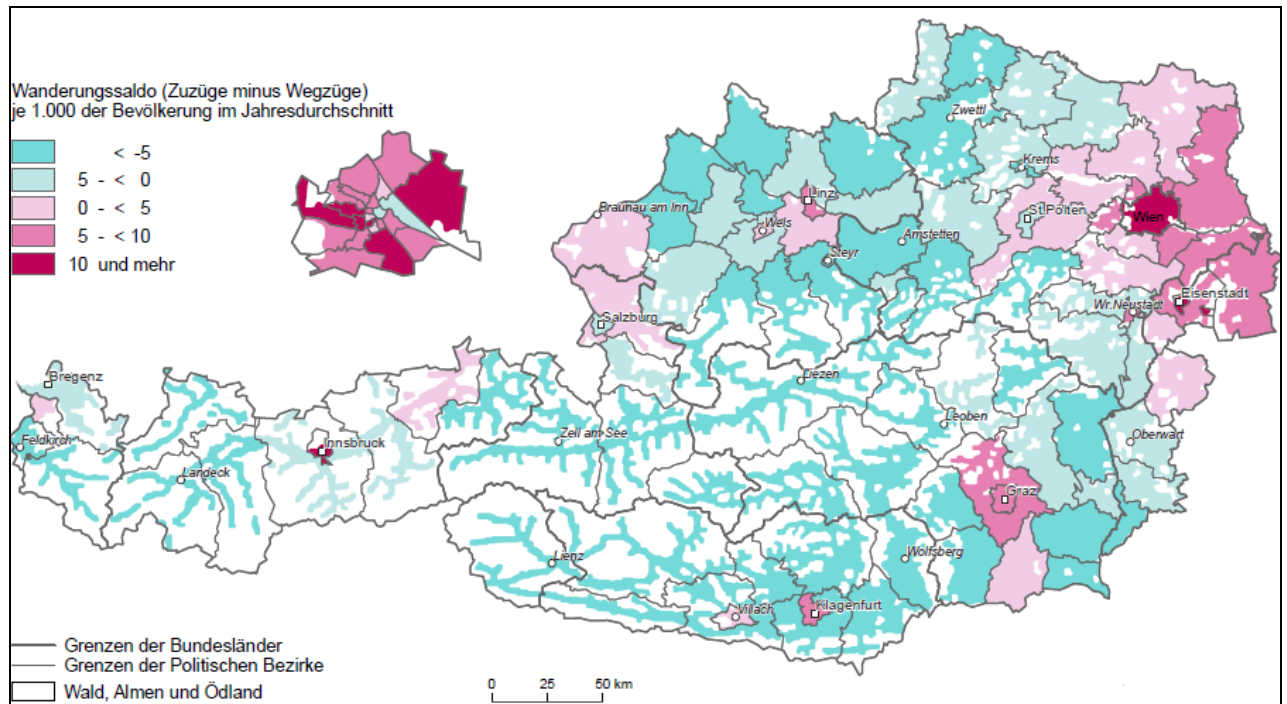 Wanderungssaldo (Zuzüge minus Wegzüge)
je 1.000 der Bevölkerung im Jahresdurchschnitt
< -5
5 - < 0
0 - < 5
5 - < 10
10 und mehr
Zwettl
Krems
Linz
Braunau am Inn
Wels
St.Pölten
Wien
Amstetten
Steyr
Eisenstadt
Wr.Neustadt
Salzburg
Bregenz
Liezen
Leoben
Feldkirch
Innsbruck
Zell am See
Oberwart
Landeck
Graz
Lienz
Wolfsberg
Villach
Klagenfurt
Grenzen der Bundesländer
Grenzen der Politischen Bezirke
Wald, Almen und Ödland
0 25 50 km